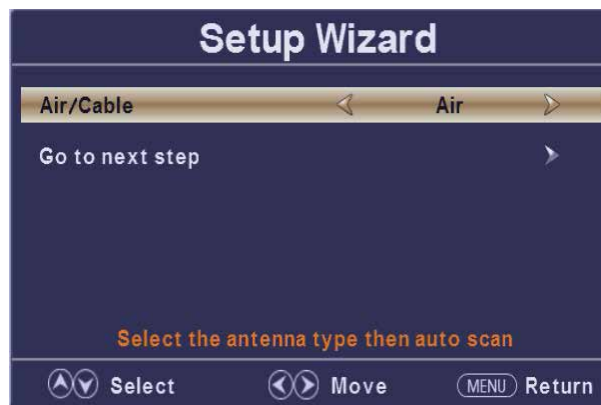 Setup Wizard
Air/Cable Air
Go to next step
Select the antenna type then auto scan
Select Move MENU Return